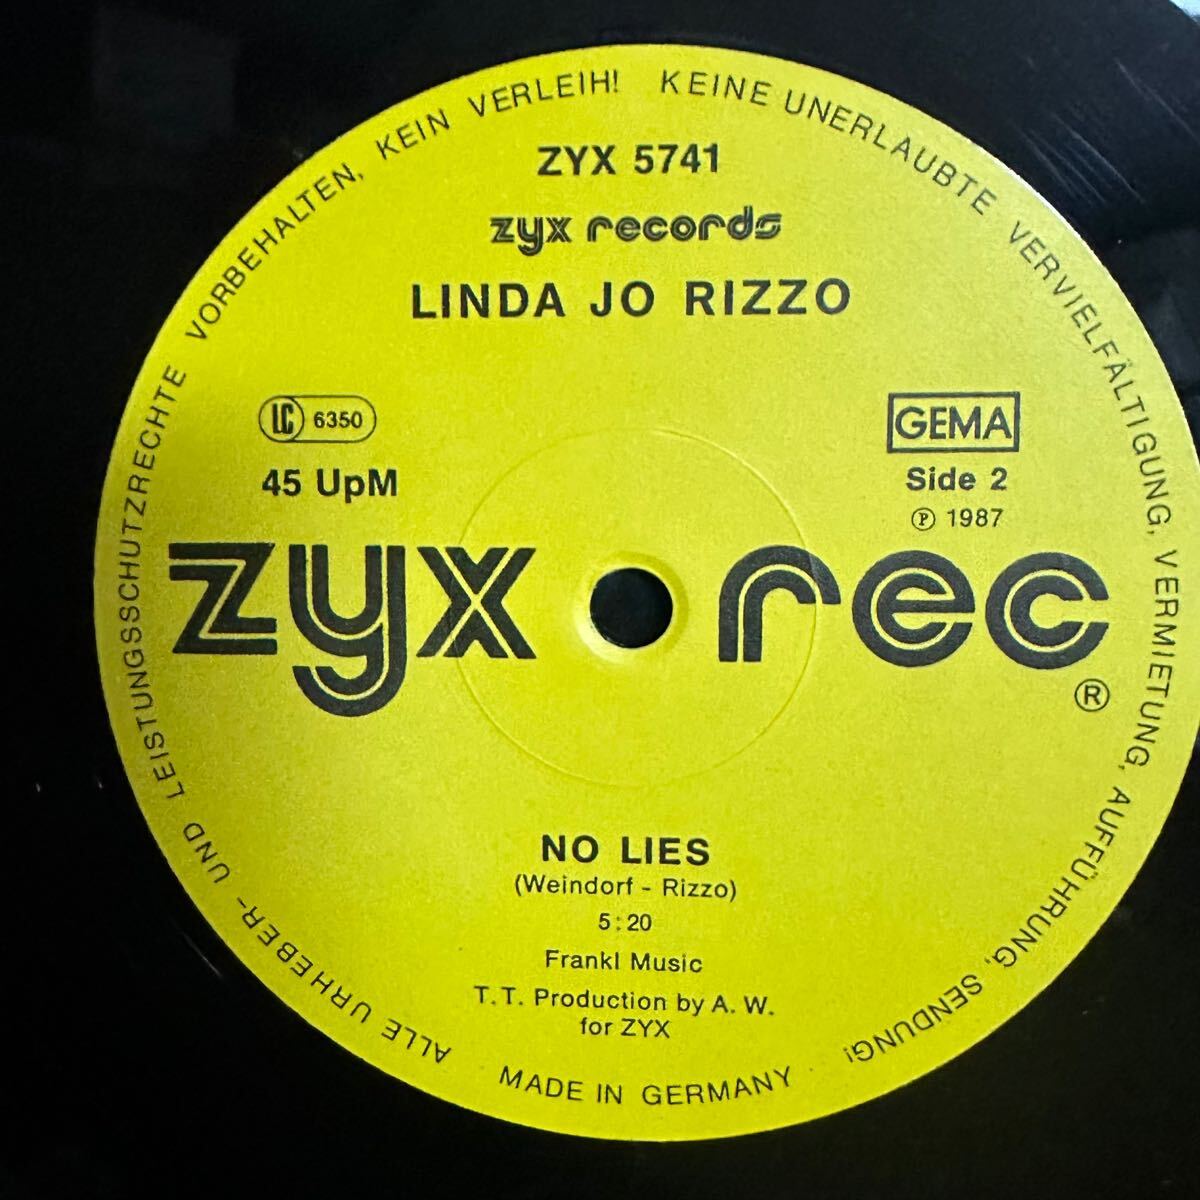 ZYX 5741
zyx records
LINDA JO RIZZO
LC 6350
45 UpM
GEMA
Side 2
Ⓟ 1987
zyx rec ®
NO LIES
(Weindorf - Rizzo)
5:20
Frankl Music
T.T. Production by A. W.
for ZYX
ALLE URHEBER- UND LEISTUNGSSCHUTZRECHTE VORBEHALTEN, KEIN VERLEIH! KEINE UNERLAUBTE VERVIELFÄLTIGUNG, VERMIETUNG, AUFFÜHRUNG, SENDUNG!
MADE IN GERMANY